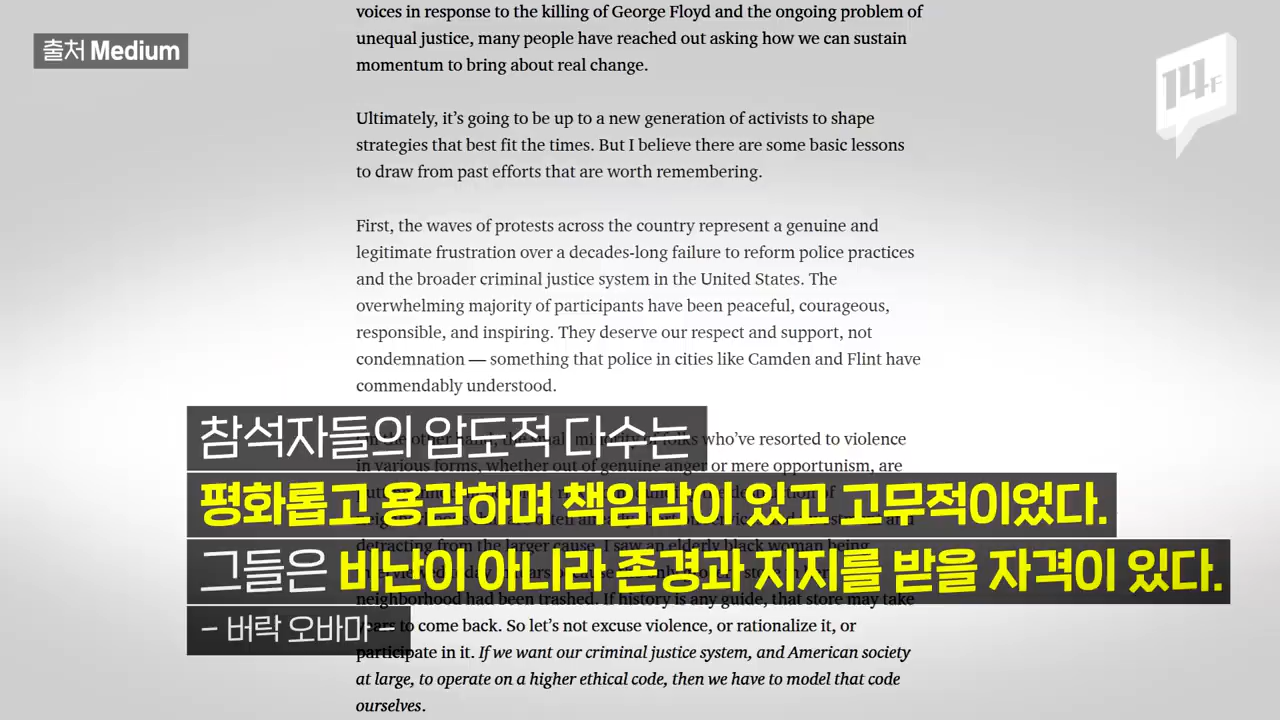 출처 Medium
14F
voices in response to the killing of George Floyd and the ongoing problem of
unequal justice, many people have reached out asking how we can sustain
momentum to bring about real change.
Ultimately, it's going to be up to a new generation of activists to shape
strategies that best fit the times. But I believe there are some basic lessons
to draw from past efforts that are worth remembering.
First, the waves of protests across the country represent a genuine and
legitimate frustration over a decades-long failure to reform police practices
and the broader criminal justice system in the United States. The
overwhelming majority of participants have been peaceful, courageous,
responsible, and inspiring. They deserve our respect and support, not
condemnation — something that police in cities like Camden and Flint have
commendably understood.
참석자들의 압도적 다수는
평화롭고 용감하며 책임감이 있고 고무적이었다.
그들은 비난이 아니라 존경과 지지를 받을 자격이 있다.
– 버락 오바마 –
On the other hand, the small minority of folks who've resorted to violence
in various forms, whether out of genuine anger or mere opportunism, are
detracting from the larger cause. I saw an elderly black woman being
neighborhood had been trashed. If history is any guide, that store may take
years to come back. So let's not excuse violence, or rationalize it, or
participate in it. If we want our criminal justice system, and American society
at large, to operate on a higher ethical code, then we have to model that code
ourselves.